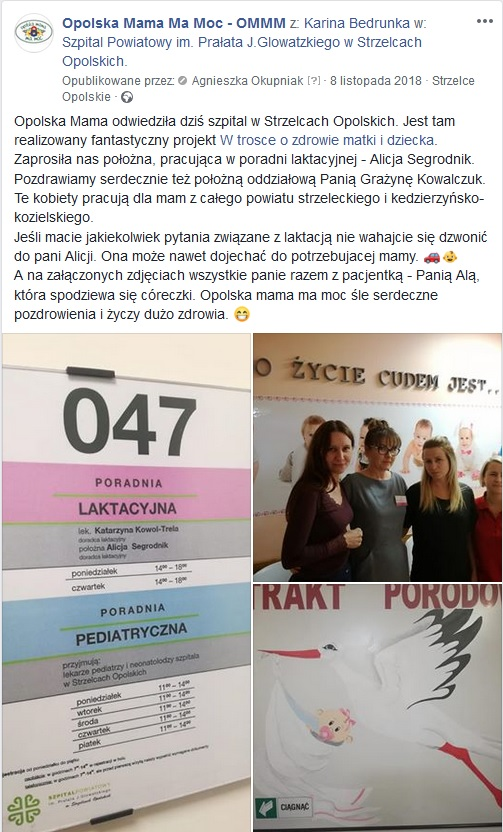 Opolska Mama Ma Moc - OMMM z: Karina Bedrunka w:
Szpital Powiatowy im. Prałata J.Glowatzkiego w Strzelcach
Opolskich.
Opublikowane przez: Agnieszka Okupniak [?] · 8 listopada 2018 · Strzelce
Opolskie ·
Opolska Mama odwiedziła dziś szpital w Strzelcach Opolskich. Jest tam
realizowany fantastyczny projekt W trosce o zdrowie matki i dziecka.
Zaprosiła nas położna, pracująca w poradni laktacyjnej - Alicja Segrodnik.
Pozdrawiamy serdecznie też położną oddziałową Panią Grażynę Kowalczuk.
Te kobiety pracują dla mam z całego powiatu strzeleckiego i kedzierzyńsko-
kozielskiego.
Jeśli macie jakiekolwiek pytania związane z laktacją nie wahajcie się dzwonić
do pani Alicji. Ona może nawet dojechać do potrzebujacej mamy. 🚗👶
A na załączonych zdjęciach wszystkie panie razem z pacjentką - Panią Alą,
która spodziewa się córeczki. Opolska mama ma moc śle serdeczne
pozdrowienia i życzy dużo zdrowia. 😁
047
PORADNIA
LAKTACYJNA
lek. Katarzyna Kowol-Trela
doradca laktacyjny
położna Alicja Segrodnik
doradca laktacyjny
poniedziałek 14⁰⁰ – 18⁰⁰
czwartek 14⁰⁰ – 18⁰⁰
PORADNIA
PEDIATRYCZNA
przyjmują:
lekarze pediatrzy i neonatolodzy szpitala
w Strzelcach Opolskich
poniedziałek 11⁰⁰ – 14⁰⁰
wtorek 11⁰⁰ – 14⁰⁰
środa 11⁰⁰ – 14⁰⁰
czwartek 11⁰⁰ – 14⁰⁰
piatek 11⁰⁰ – 14⁰⁰
SZPITAL POWIATOWY
im. Prałata J. Glowatzkiego
w Strzelcach Opolskich
O ŻYCIE CUDEM JEST..
TRAKT PORODOW
CIĄGNĄĆ